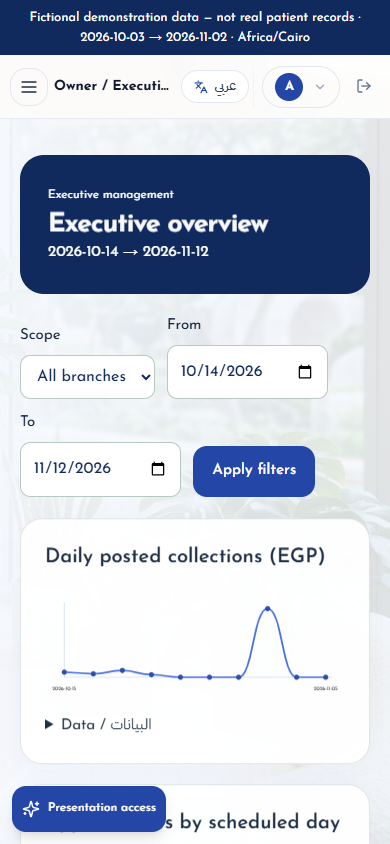 Fictional demonstration data — not real patient records ·
2026-10-03 → 2026-11-02 · Africa/Cairo
Owner / Executi...
عربي
A
Executive management
Executive overview
2026-10-14 → 2026-11-12
Scope
From
All branches
10/14/2026
To
11/12/2026
Apply filters
Daily posted collections (EGP)
2026-10-15
2026-11-05
Data / البيانات
Presentation access
s by scheduled day